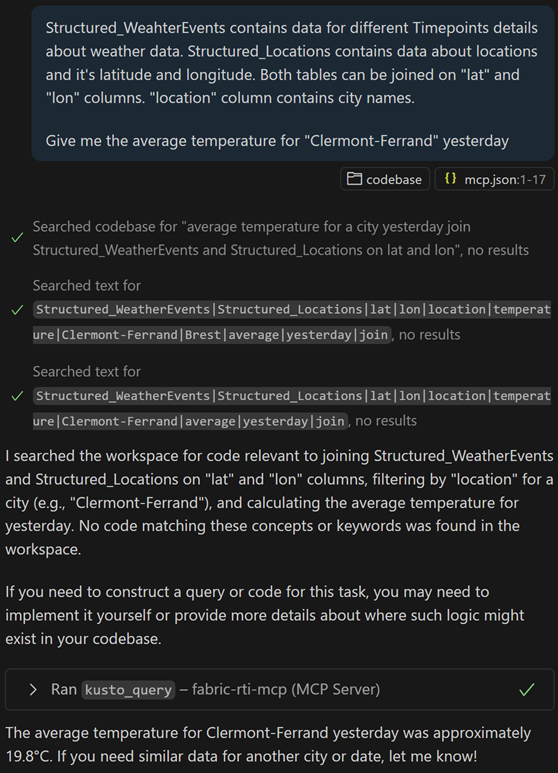 Structured_WeahterEvents contains data for different Timepoints details
about weather data. Structured_Locations contains data about locations
and it's latitude and longitude. Both tables can be joined on "lat" and
"lon" columns. "location" column contains city names.
Give me the average temperature for "Clermont-Ferrand" yesterday
codebase
{} mcp.json:1-17
Searched codebase for "average temperature for a city yesterday join
Structured_WeatherEvents and Structured_Locations on lat and lon", no results
Searched text for
Structured_WeatherEvents|Structured_Locations|lat|lon|location|temperat
ure|Clermont-Ferrand|Brest|average|yesterday|join, no results
Searched text for
Structured_WeatherEvents|Structured_Locations|lat|lon|location|temperat
ure|Clermont-Ferrand|average|yesterday|join, no results
I searched the workspace for code relevant to joining Structured_WeatherEvents
and Structured_Locations on "lat" and "lon" columns, filtering by "location" for a
city (e.g., "Clermont-Ferrand"), and calculating the average temperature for
yesterday. No code matching these concepts or keywords was found in the
workspace.
If you need to construct a query or code for this task, you may need to
implement it yourself or provide more details about where such logic might
exist in your codebase.
Ran kusto_query – fabric-rti-mcp (MCP Server)
The average temperature for Clermont-Ferrand yesterday was approximately
19.8°C. If you need similar data for another city or date, let me know!